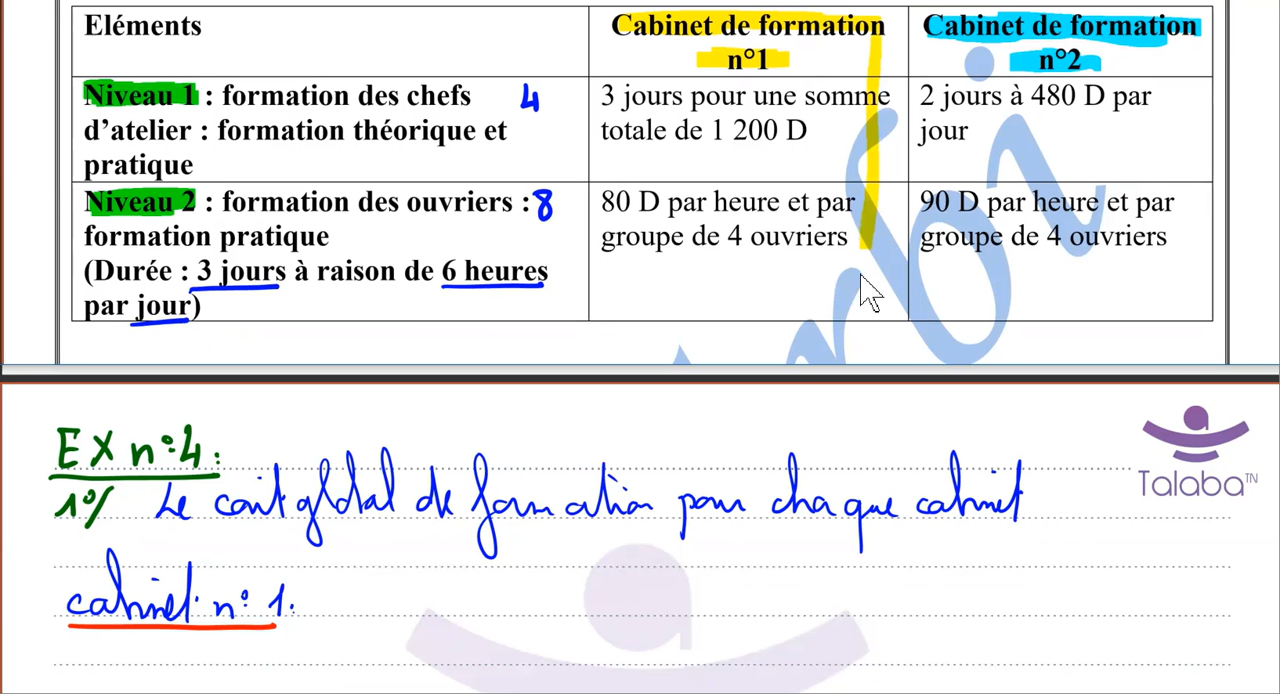 Eléments
Cabinet de formation
n°1
Cabinet de formation
n°2
Niveau 1 : formation des chefs 4
d’atelier : formation théorique et
pratique
3 jours pour une somme
totale de 1 200 D
2 jours à 480 D par
jour
Niveau 2 : formation des ouvriers : 8
formation pratique
(Durée : 3 jours à raison de 6 heures
par jour)
80 D par heure et par
groupe de 4 ouvriers
90 D par heure et par
groupe de 4 ouvriers
EX n°4:
1°/ Le coût global de formation pour chaque cabinet
cabinet n° 1.
Talaba TN